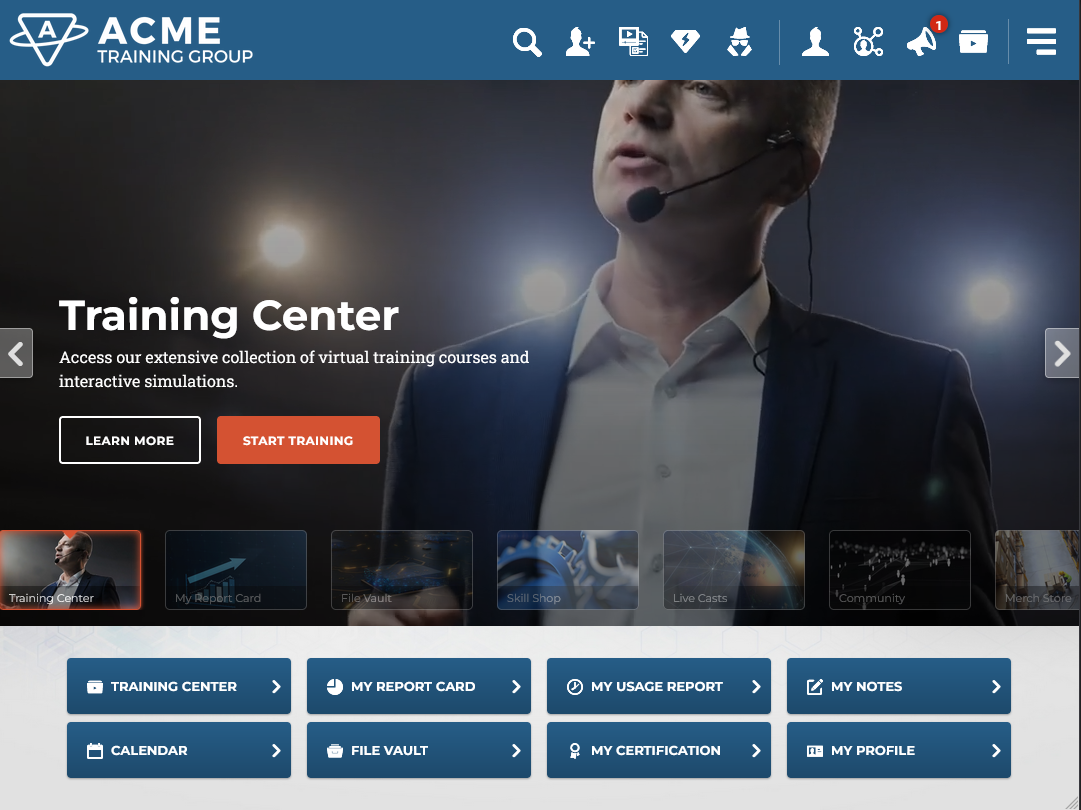 A
ACME
TRAINING GROUP
1
Training Center
Access our extensive collection of virtual training courses and
interactive simulations.
LEARN MORE
START TRAINING
Training Center
My Report Card
File Vault
Skill Shop
Live Casts
Community
Merch Store
TRAINING CENTER
MY REPORT CARD
MY USAGE REPORT
MY NOTES
CALENDAR
FILE VAULT
MY CERTIFICATION
MY PROFILE